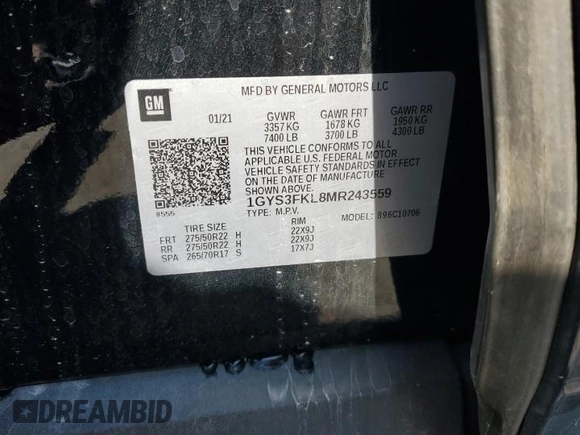 MFD BY GENERAL MOTORS LLC
GM
01/21
GVWR GAWR FRT GAWR RR
3357 KG 1678 KG 1950 KG
7400 LB 3700 LB 4300 LB
THIS VEHICLE CONFORMS TO ALL
APPLICABLE U.S. FEDERAL MOTOR
VEHICLE SAFETY STANDARDS IN EFFECT
ON THE DATE OF MANUFACTURE
SHOWN ABOVE.
1GYS3FKL8MR243559
TYPE: M.P.V. MODEL: 896C10706
8555
TIRE SIZE RIM
FRT 275/50R22 H 22X9J
RR 275/50R22 H 22X9J
SPA 265/70R17 S 17X7J
DREAMBID